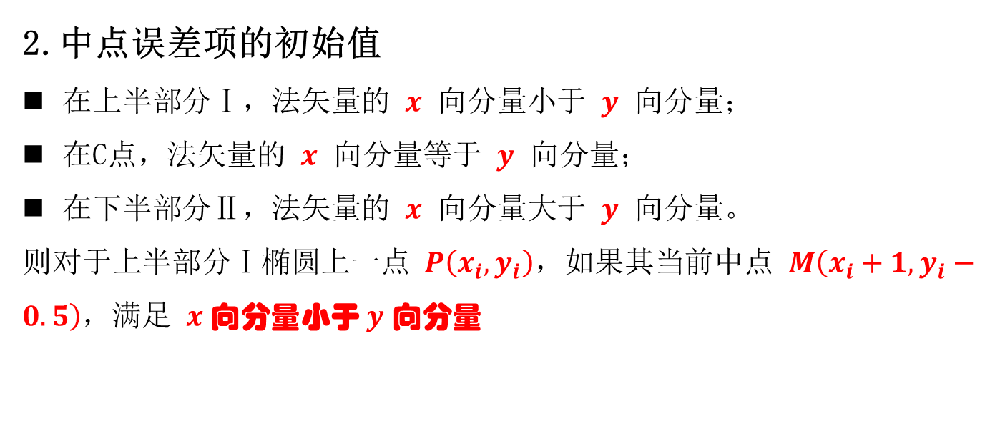 2.中点误差项的初始值
■ 在上半部分Ⅰ，法矢量的 x 向分量小于 y 向分量；
■ 在C点，法矢量的 x 向分量等于 y 向分量；
■ 在下半部分Ⅱ，法矢量的 x 向分量大于 y 向分量。
则对于上半部分Ⅰ椭圆上一点 P(xᵢ,yᵢ)，如果其当前中点 M(xᵢ + 1,yᵢ −
0.5)，满足 x 向分量小于 y 向分量